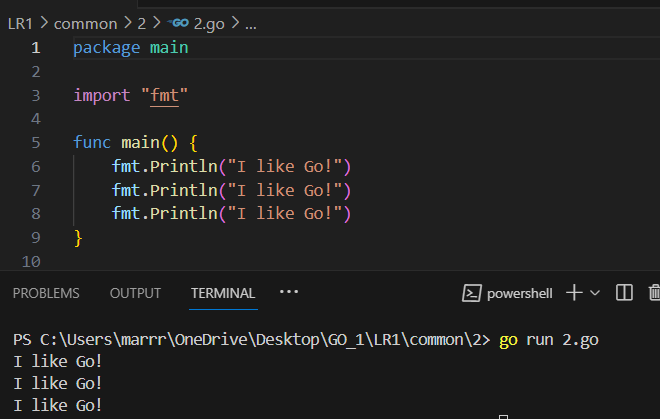 LR1 > common > 2 > GO 2.go > ...
1 package main
2
3 import "fmt"
4
5 func main() {
6     fmt.Println("I like Go!")
7     fmt.Println("I like Go!")
8     fmt.Println("I like Go!")
9 }
10
PROBLEMS OUTPUT TERMINAL ··· powershell
PS C:\Users\marrr\OneDrive\Desktop\GO_1\LR1\common\2> go run 2.go
I like Go!
I like Go!
I like Go!